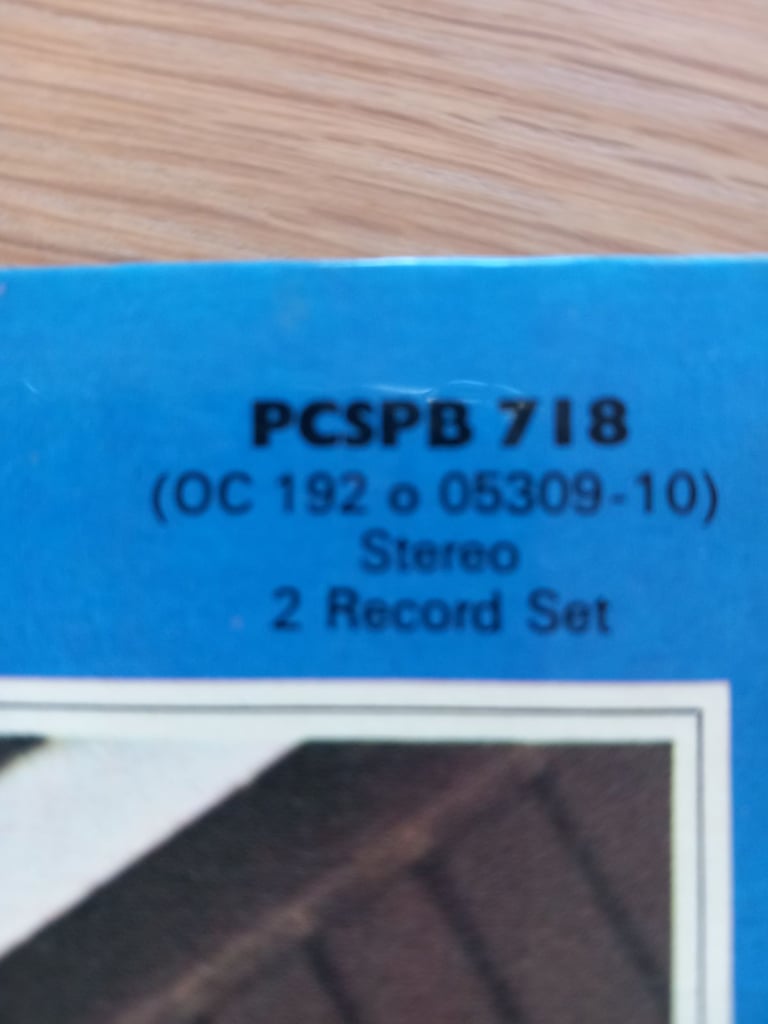 PCSPB 718
(OC 192 o 05309-10)
Stereo
2 Record Set